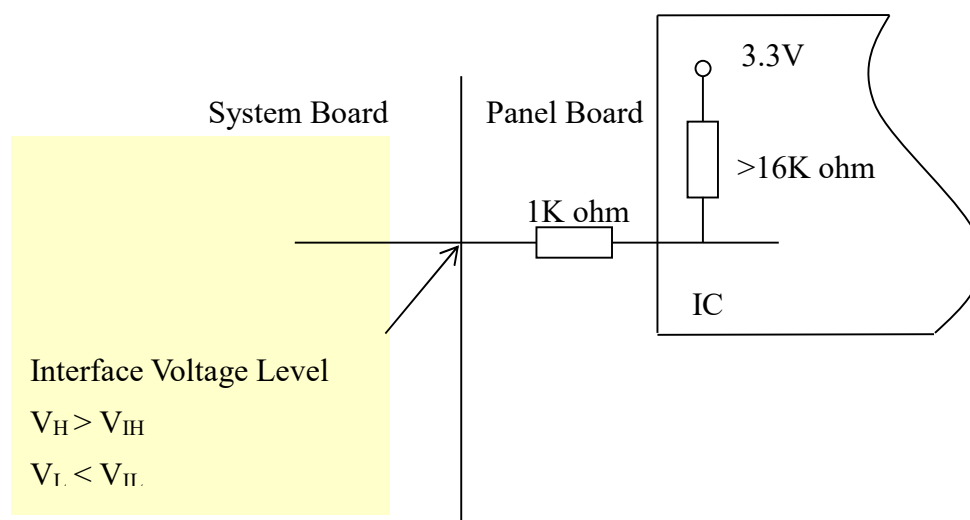 3.3V
System Board
Panel Board
>16K ohm
1K ohm
IC
Interface Voltage Level
VH > VIH
VL < VIL